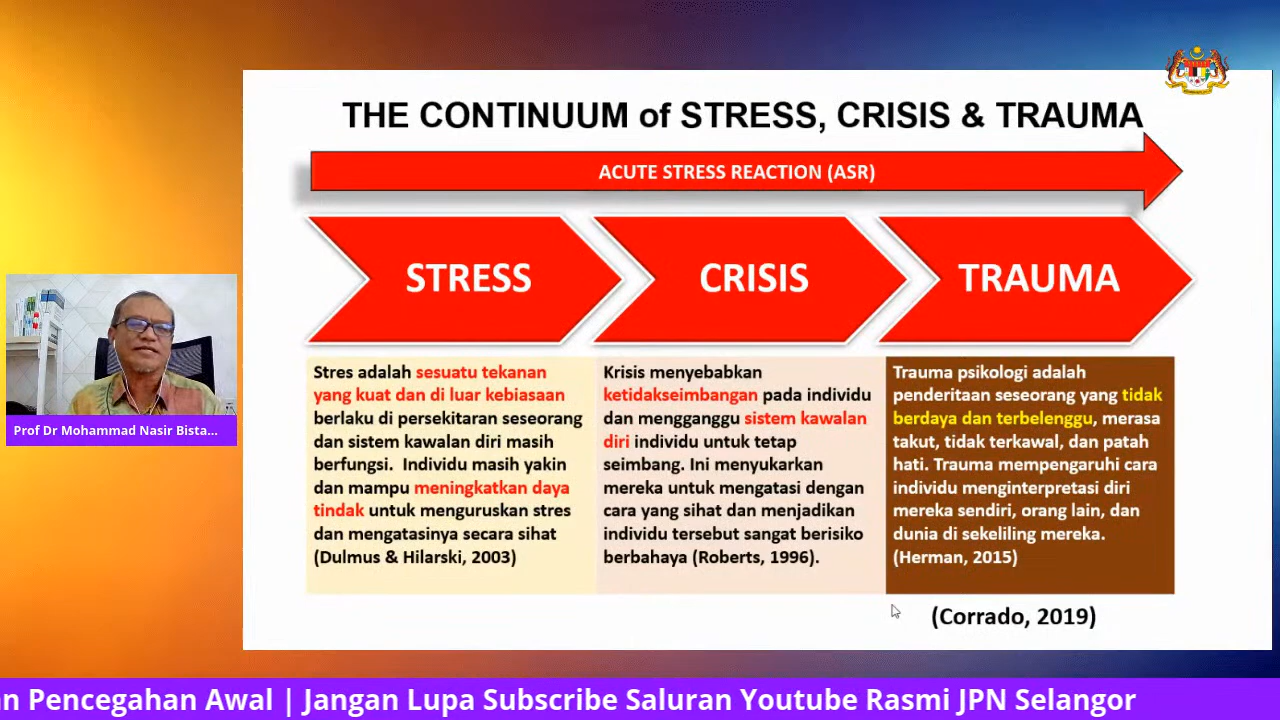 THE CONTINUUM of STRESS, CRISIS & TRAUMA
ACUTE STRESS REACTION (ASR)
STRESS
CRISIS
TRAUMA
Stres adalah sesuatu tekanan
yang kuat dan di luar kebiasaan
berlaku di persekitaran seseorang
dan sistem kawalan diri masih
berfungsi. Individu masih yakin
dan mampu meningkatkan daya
tindak untuk menguruskan stres
dan mengatasinya secara sihat
(Dulmus & Hilarski, 2003)
Krisis menyebabkan
ketidakseimbangan pada individu
dan mengganggu sistem kawalan
diri individu untuk tetap
seimbang. Ini menyukarkan
mereka untuk mengatasi dengan
cara yang sihat dan menjadikan
individu tersebut sangat berisiko
berbahaya (Roberts, 1996).
Trauma psikologi adalah
penderitaan seseorang yang tidak
berdaya dan terbelenggu, merasa
takut, tidak terkawal, dan patah
hati. Trauma mempengaruhi cara
individu menginterpretasi diri
mereka sendiri, orang lain, dan
dunia di sekeliling mereka.
(Herman, 2015)
(Corrado, 2019)
Prof Dr Mohammad Nasir Bista...
n Pencegahan Awal | Jangan Lupa Subscribe Saluran Youtube Rasmi JPN Selangor